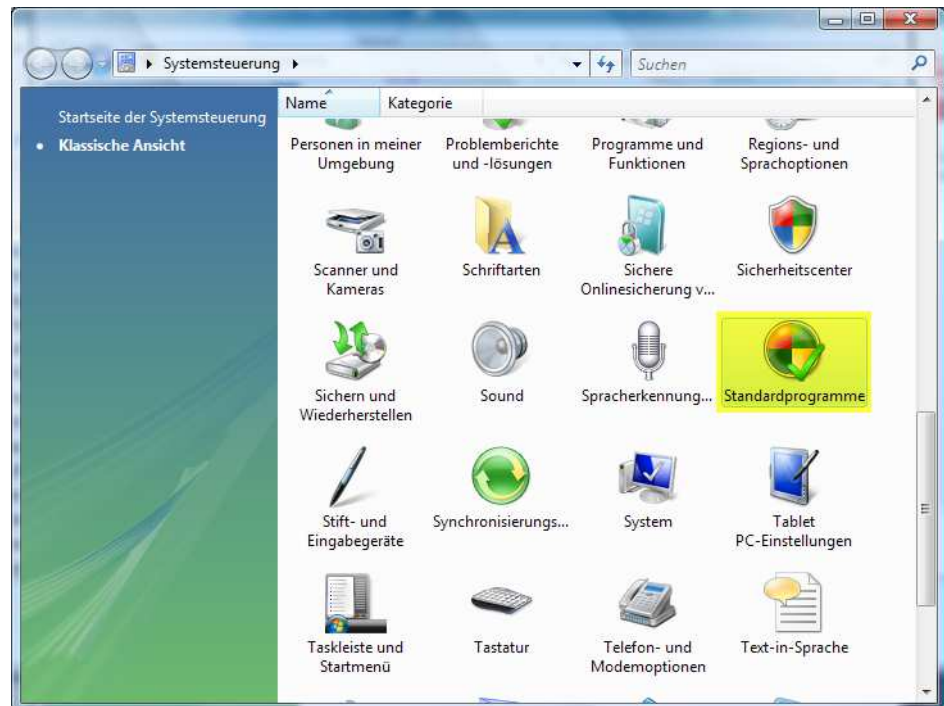 Systemsteuerung
Suchen
Startseite der Systemsteuerung
Klassische Ansicht
Name Kategorie
Personen in meiner Umgebung
Problemberichte und -lösungen
Programme und Funktionen
Regions- und Sprachoptionen
Scanner und Kameras
Schriftarten
Sichere Onlinesicherung v...
Sicherheitscenter
Sichern und Wiederherstellen
Sound
Spracherkennung...
Standardprogramme
Stift- und Eingabegeräte
Synchronisierungs...
System
Tablet PC-Einstellungen
Taskleiste und Startmenü
Tastatur
Telefon- und Modemoptionen
Text-in-Sprache